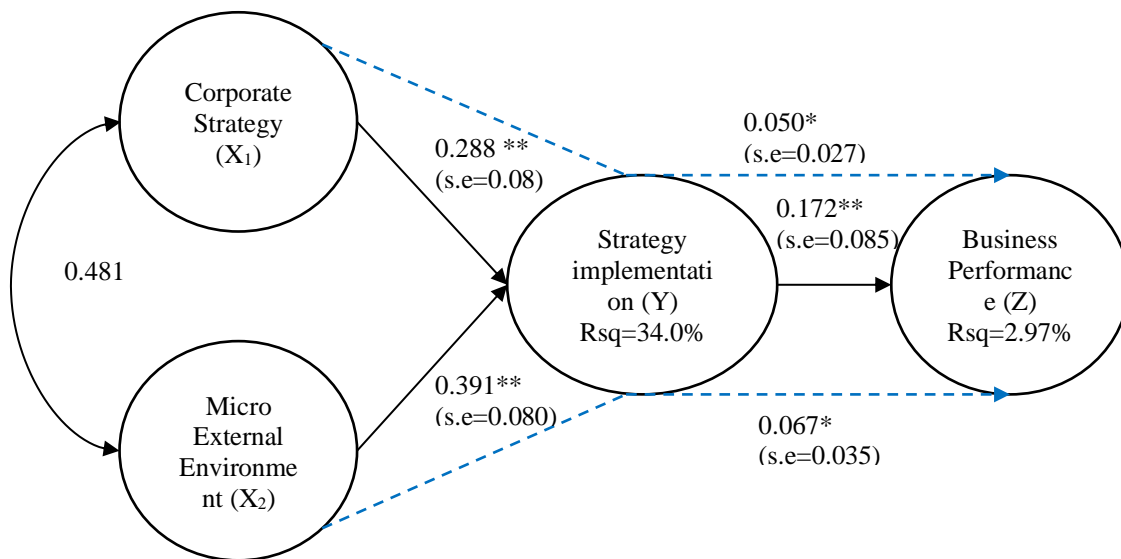 Corporate
Strategy
(X₁)
0.288 **
(s.e=0.08)
0.050*
(s.e=0.027)
0.172**
(s.e=0.085)
0.481
Strategy
implementati
on (Y)
Rsq=34.0%
Business
Performanc
e (Z)
Rsq=2.97%
0.391**
(s.e=0.080)
Micro
External
Environme
nt (X₂)
0.067*
(s.e=0.035)